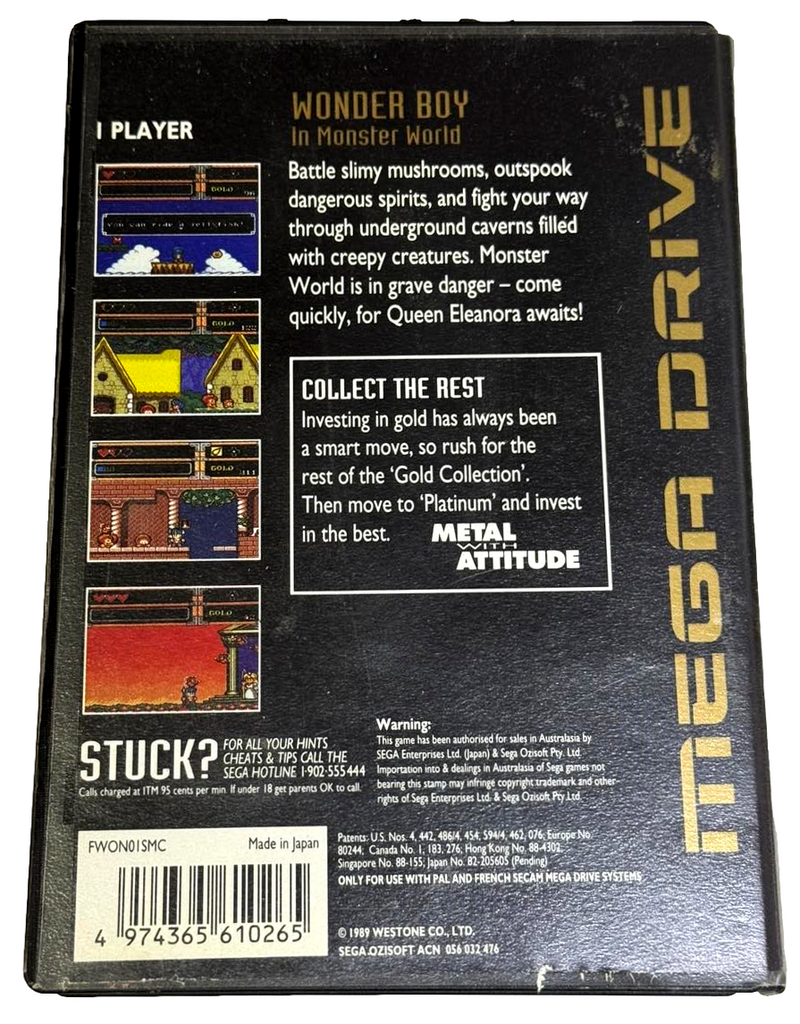 1 PLAYER
WONDER BOY
In Monster World
Battle slimy mushrooms, outspook
dangerous spirits, and fight your way
through underground caverns filled
with creepy creatures. Monster
World is in grave danger – come
quickly, for Queen Eleanora awaits!
GOLD
GOLD
GOLD
GOLD
COLLECT THE REST
Investing in gold has always been
a smart move, so rush for the
rest of the ‘Gold Collection’.
Then move to ‘Platinum’ and invest
in the best.
METAL
WITH
ATTITUDE
MEGA DRIVE
STUCK?
FOR ALL YOUR HINTS
CHEATS & TIPS CALL THE
SEGA HOTLINE 1-902-555 444
Calls charged at ITM 95 cents per min. If under 18 get parents OK to call.
Warning:
This game has been authorised for sales in Australasia by
SEGA Enterprises Ltd. (Japan) & Sega Ozisoft Pty. Ltd.
Importation into & dealings in Australasia of Sega games not
bearing this stamp may infringe copyright trademark and other
rights of Sega Enterprises Ltd. & Sega Ozisoft Pty. Ltd.
FWON01SMC
Made in Japan
4 974365 610265
Patents: U.S. Nos. 4, 442, 486/4, 454, 594/4, 462, 076; Europe No.
80244; Canada No. 1, 183, 276; Hong Kong No. 88-4302;
Singapore No. 88-155; Japan No. 82-205605 (Pending)
ONLY FOR USE WITH PAL AND FRENCH SECAM MEGA DRIVE SYSTEMS
© 1989 WESTONE CO., LTD.
SEGA OZISOFT ACN 056 032 476